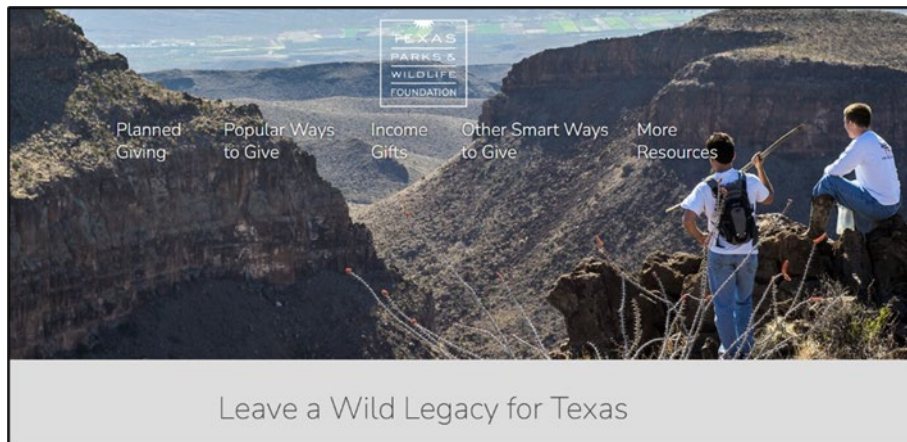 TEXAS
PARKS &
WILDLIFE
FOUNDATION
Planned
Giving
Popular Ways
to Give
Income
Gifts
Other Smart Ways
to Give
More
Resources
Leave a Wild Legacy for Texas